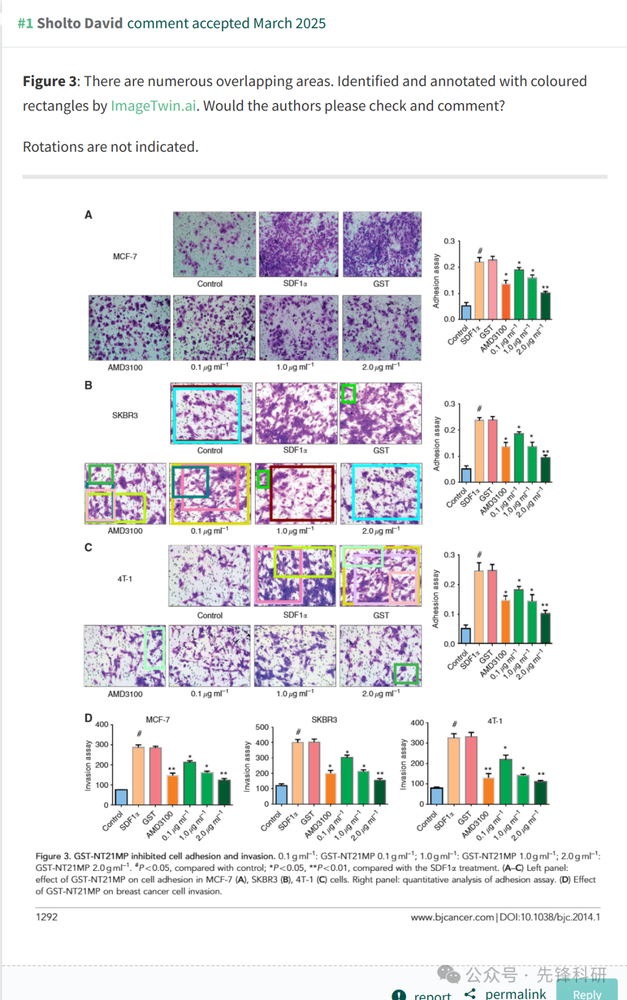 #1 Sholto David comment accepted March 2025
Figure 3: There are numerous overlapping areas. Identified and annotated with coloured
rectangles by ImageTwin.ai. Would the authors please check and comment?
Rotations are not indicated.
A
MCF-7
Control
SDF1α
GST
AMD3100
0.1 µg ml⁻¹
1.0 µg ml⁻¹
2.0 µg ml⁻¹
Adhesion assay
0.3
0.2
0.1
0.0
#
*
*
*
**
Control
SDF1α
GST
AMD3100
0.1 µg ml⁻¹
1.0 µg ml⁻¹
2.0 µg ml⁻¹
B
SKBR3
Control
SDF1α
GST
AMD3100
0.1 µg ml⁻¹
1.0 µg ml⁻¹
2.0 µg ml⁻¹
Adhesion assay
0.3
0.2
0.1
0.0
#
*
*
*
**
Control
SDF1α
GST
AMD3100
0.1 µg ml⁻¹
1.0 µg ml⁻¹
2.0 µg ml⁻¹
C
4T-1
Control
SDF1α
GST
AMD3100
0.1 µg ml⁻¹
1.0 µg ml⁻¹
2.0 µg ml⁻¹
Adhession assay
0.3
0.2
0.1
0.0
#
*
*
*
**
Control
SDF1α
GST
AMD3100
0.1 µg ml⁻¹
1.0 µg ml⁻¹
2.0 µg ml⁻¹
D
MCF-7
Invasion assay
400
300
200
100
0
#
**
*
*
**
Control
SDF1α
GST
AMD3100
0.1 µg ml⁻¹
1.0 µg ml⁻¹
2.0 µg ml⁻¹
SKBR3
Invasion assay
500
400
300
200
100
0
#
*
*
*
**
Control
SDF1α
GST
AMD3100
0.1 µg ml⁻¹
1.0 µg ml⁻¹
2.0 µg ml⁻¹
4T-1
Invasion assay
400
300
200
100
0
#
**
*
*
**
Control
SDF1α
GST
AMD3100
0.1 µg ml⁻¹
1.0 µg ml⁻¹
2.0 µg ml⁻¹
Figure 3. GST-NT21MP inhibited cell adhesion and invasion. 0.1 g ml⁻¹: GST-NT21MP 0.1 g ml⁻¹; 1.0 g ml⁻¹: GST-NT21MP 1.0 g ml⁻¹; 2.0 g ml⁻¹:
GST-NT21MP 2.0 g ml⁻¹. #P<0.05, compared with control; *P<0.05, **P<0.01, compared with the SDF1α treatment. (A–C) Left panel:
effect of GST-NT21MP on cell adhesion in MCF-7 (A), SKBR3 (B), 4T-1 (C) cells. Right panel: quantitative analysis of adhesion assay. (D) Effect
of GST-NT21MP on breast cancer cell invasion.
1292
www.bjcancer.com | DOI:10.1038/bjc.2014.1
公众号 · 先锋科研
report
permalink
Reply